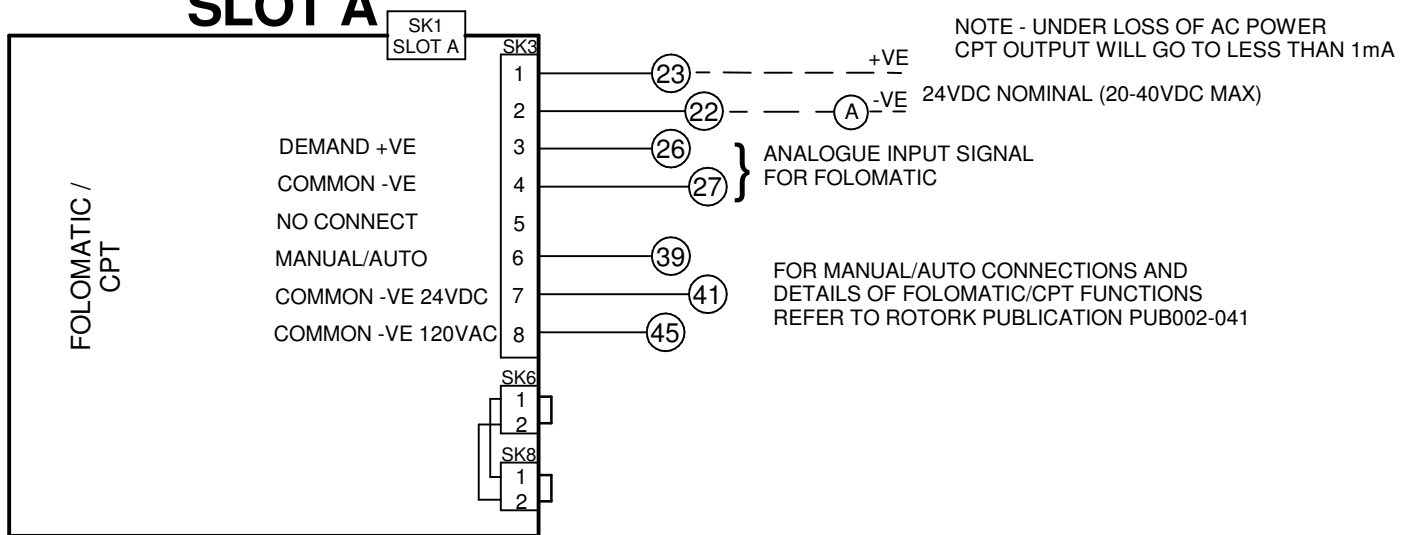 SLOT A
SK1
SLOT A
SK3
NOTE - UNDER LOSS OF AC POWER
CPT OUTPUT WILL GO TO LESS THAN 1mA
1
23
+VE
2
22
A
-VE
24VDC NOMINAL (20-40VDC MAX)
DEMAND +VE
3
26
ANALOGUE INPUT SIGNAL
FOR FOLOMATIC
COMMON -VE
4
27
NO CONNECT
5
MANUAL/AUTO
6
39
COMMON -VE 24VDC
7
41
COMMON -VE 120VAC
8
45
FOR MANUAL/AUTO CONNECTIONS AND
DETAILS OF FOLOMATIC/CPT FUNCTIONS
REFER TO ROTORK PUBLICATION PUB002-041
FOLOMATIC /
CPT
SK6
1
2
SK8
1
2